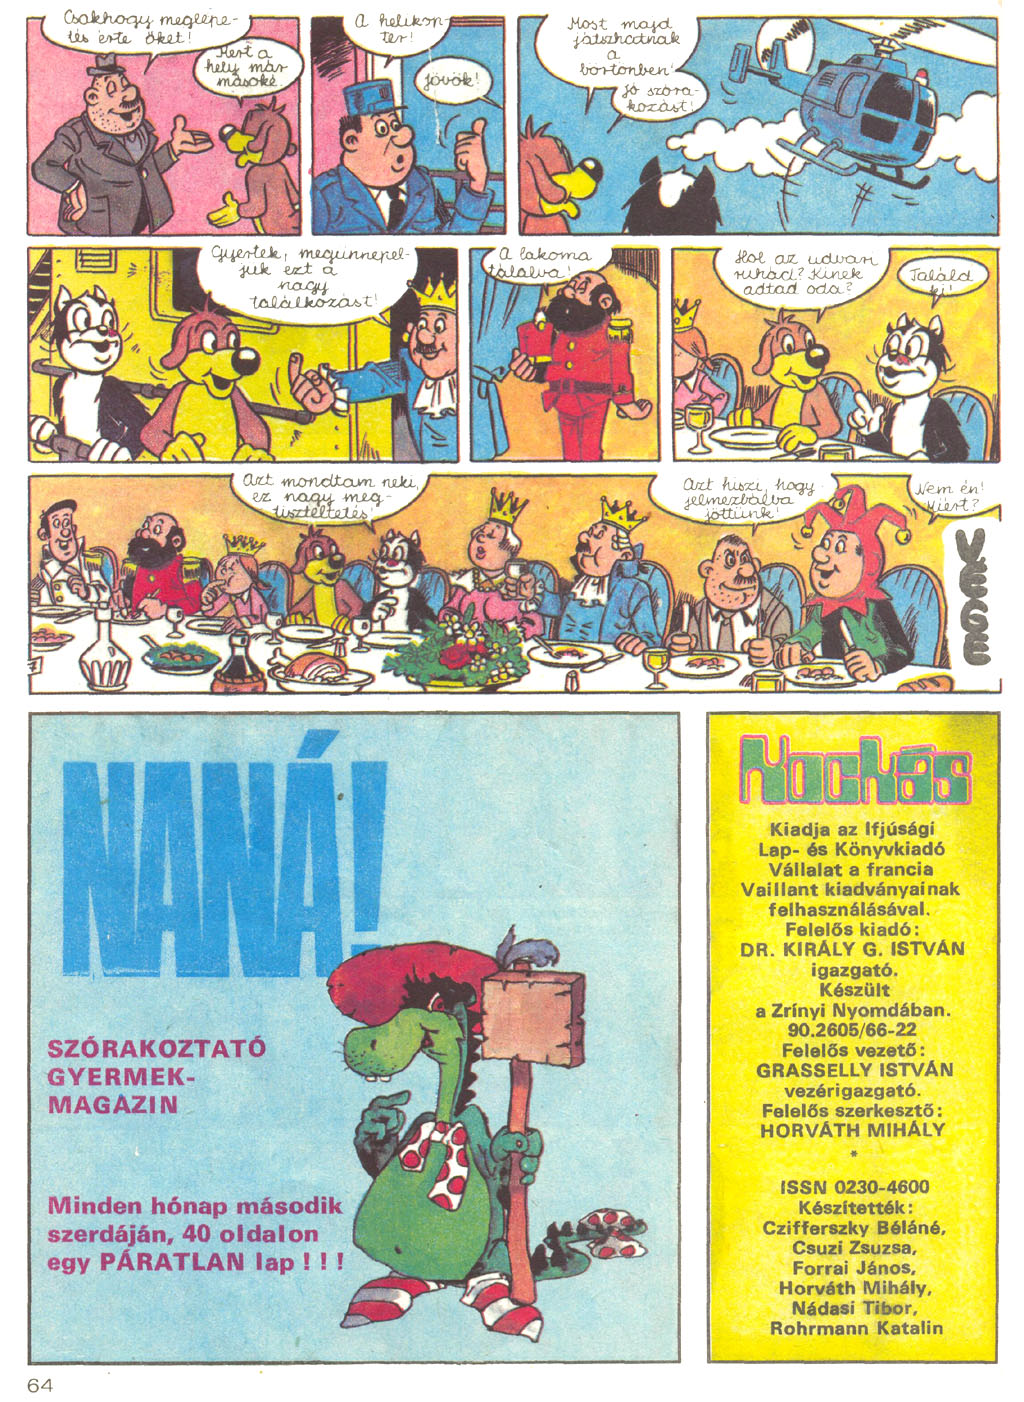 Csakhogy meglepe-
tés érte őket!
Mert a
hely már
másoké.
A helikop-
ter!
Jövök!
Most majd
játszhatnak
a
börtönben!
Jó szóra-
kozást!
Gyertek, megünnepel-
jük ezt a
nagy
találkozást!
A lakoma
tálalva!
Hol az udvari
ruhád? Kinek
adtad oda?
Találd
ki!
Azt mondtam neki,
ez nagy meg-
tiszteltetés!
Azt hiszi, hogy
jelmezbálba
jöttünk!
Nem én!
Miért?
NANÁ!
SZÓRAKOZTATÓ
GYERMEK-
MAGAZIN
Minden hónap második
szerdáján, 40 oldalon
egy PÁRATLAN lap ! ! !
Kockás
Kiadja az Ifjúsági
Lap- és Könyvkiadó
Vállalat a francia
Vaillant kiadványainak
felhasználásával.
Felelős kiadó:
DR. KIRÁLY G. ISTVÁN
igazgató.
Készült
a Zrínyi Nyomdában.
90.2605/66-22
Felelős vezető:
GRASSELLY ISTVÁN
vezérigazgató.
Felelős szerkesztő:
HORVÁTH MIHÁLY
*
ISSN 0230-4600
Készítették:
Czifferszky Béláné,
Csuzi Zsuzsa,
Forrai János,
Horváth Mihály,
Nádasi Tibor,
Rohrmann Katalin
64